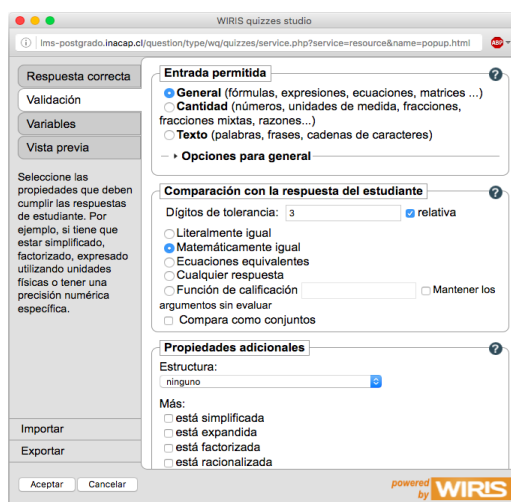 WIRIS quizzes studio
lms-postgrado.inacap.cl/question/type/wq/quizzes/service.php?service=resource&name=popup.html
ABP
Respuesta correcta
Validación
Variables
Vista previa
Seleccione las
propiedades que deben
cumplir las respuestas
de estudiante. Por
ejemplo, si tiene que
estar simplificado,
factorizado, expresado
utilizando unidades
físicas o tener una
precisión numérica
específica.
Importar
Exportar
Aceptar Cancelar
Entrada permitida
?
General (fórmulas, expresiones, ecuaciones, matrices ...)
Cantidad (números, unidades de medida, fracciones,
fracciones mixtas, razones...)
Texto (palabras, frases, cadenas de caracteres)
Opciones para general
Comparación con la respuesta del estudiante
?
Dígitos de tolerancia: 3 relativa
Literalmente igual
Matemáticamente igual
Ecuaciones equivalentes
Cualquier respuesta
Función de calificación Mantener los
argumentos sin evaluar
Compara como conjuntos
Propiedades adicionales
?
Estructura:
ninguno
Más:
está simplificada
está expandida
está factorizada
está racionalizada
powered
by WIRIS